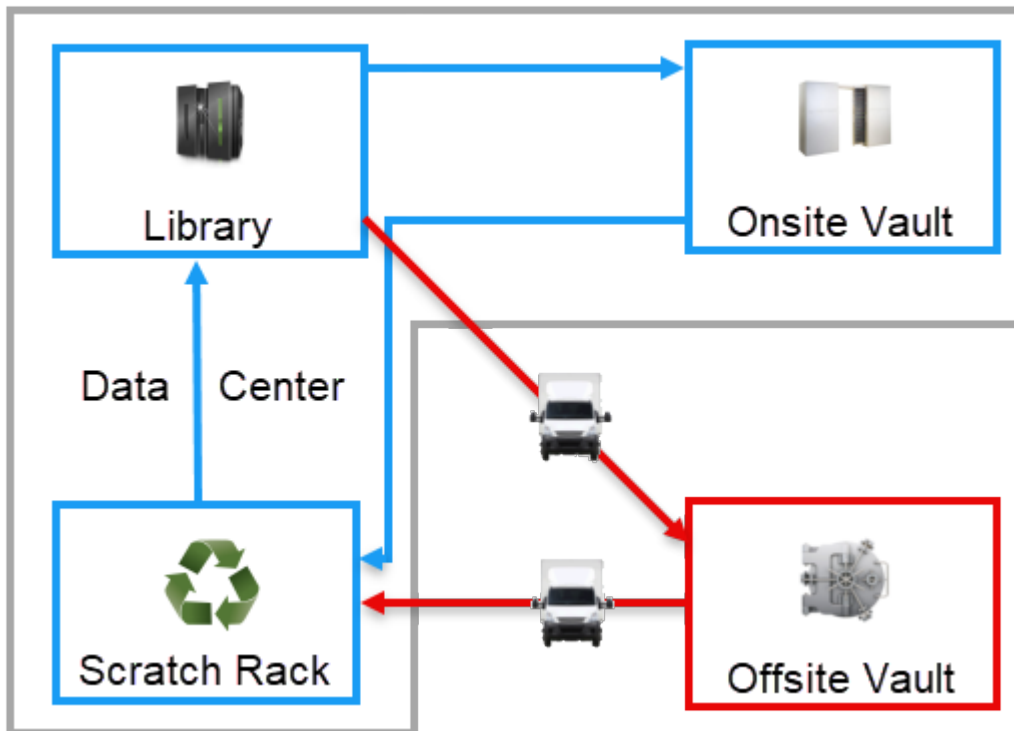 Library
Onsite Vault
Data Center
Scratch Rack
Offsite Vault